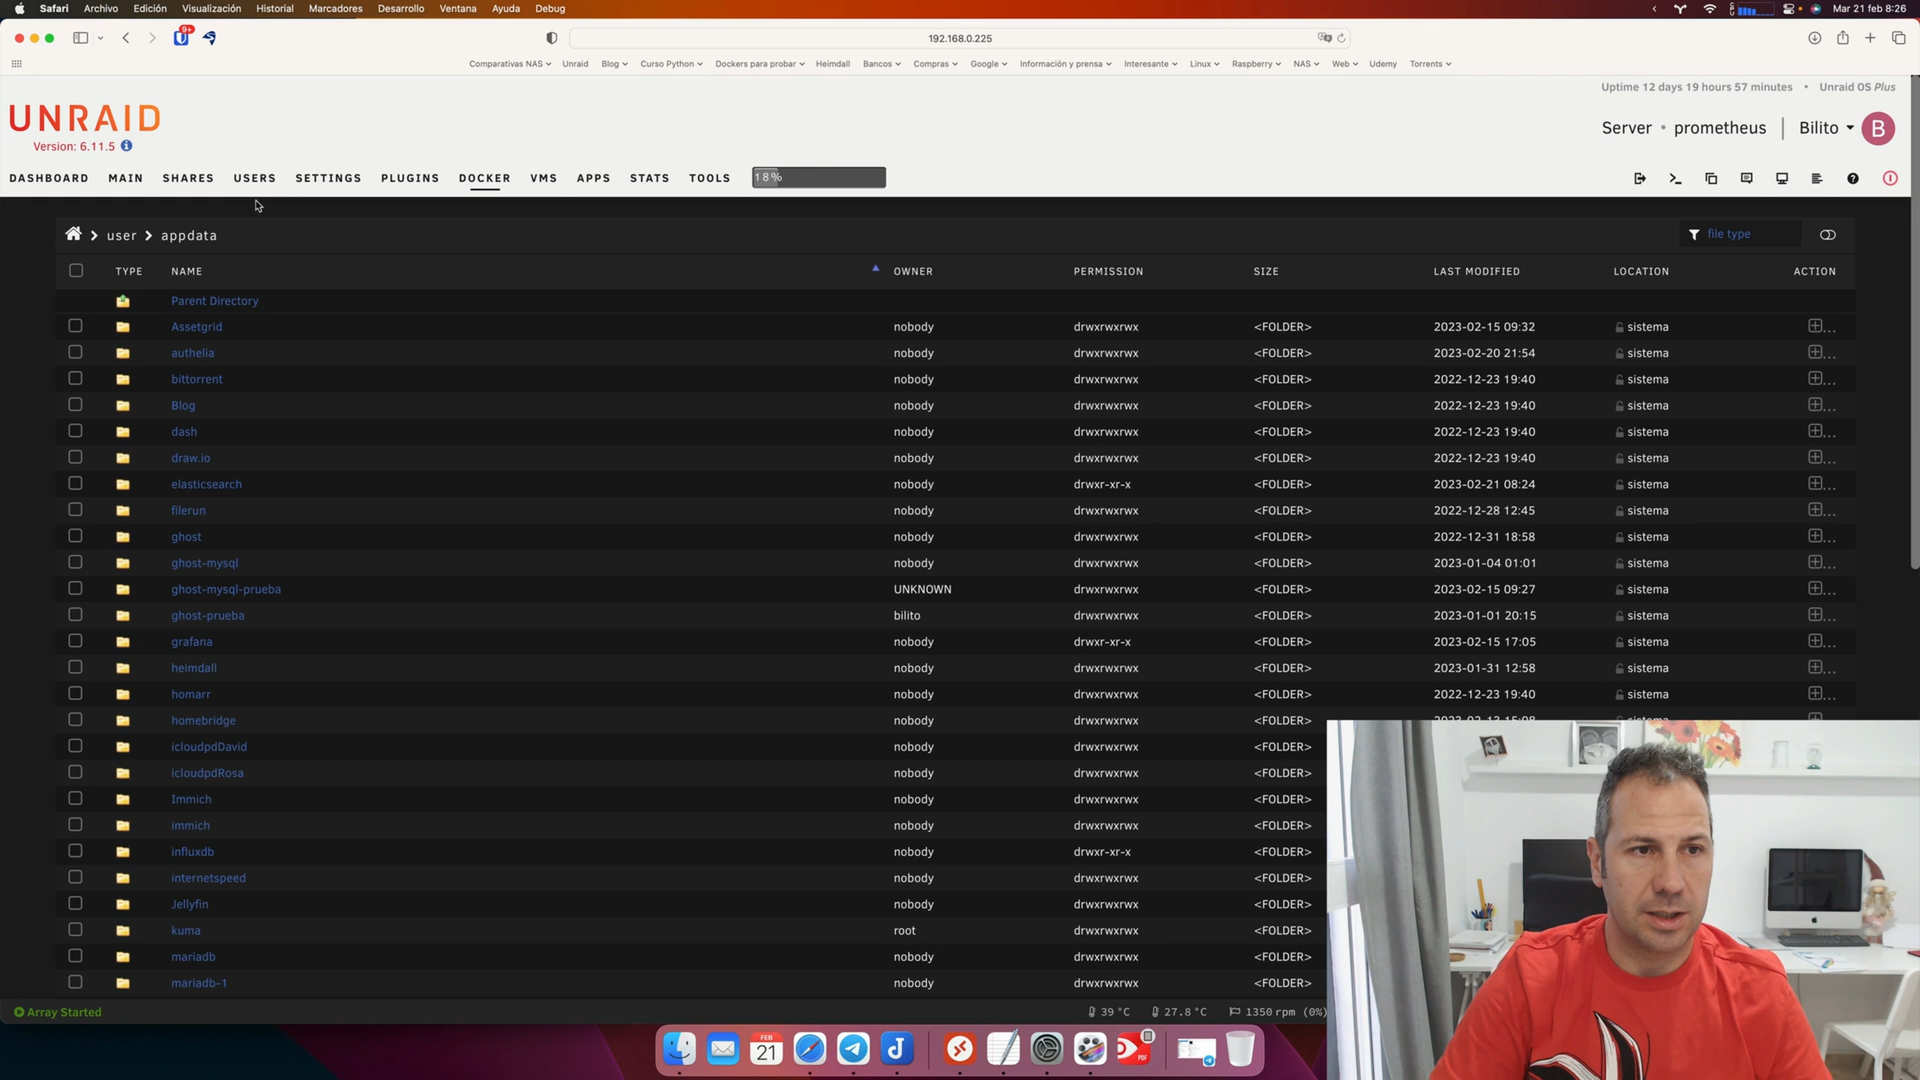 Safari Archivo Edición Visualización Historial Marcadores Desarrollo Ventana Ayuda Debug Mar 21 feb 8:26
9+ 192.168.0.225
Comparativas NAS Unraid Blog Curso Python Dockers para probar Heimdall Bancos Compras Google Información y prensa Interesante Linux Raspberry NAS Web Udemy Torrents
Uptime 12 days 19 hours 57 minutes • Unraid OS Plus
UNRAID
Server • prometheus Bilito B
Version: 6.11.5
DASHBOARD MAIN SHARES USERS SETTINGS PLUGINS DOCKER VMS APPS STATS TOOLS 18%
user appdata file type
TYPE NAME OWNER PERMISSION SIZE LAST MODIFIED LOCATION ACTION
Parent Directory
Assetgrid nobody drwxrwxrwx <FOLDER> 2023-02-15 09:32 sistema ...
authelia nobody drwxrwxrwx <FOLDER> 2023-02-20 21:54 sistema ...
bittorrent nobody drwxrwxrwx <FOLDER> 2022-12-23 19:40 sistema ...
Blog nobody drwxrwxrwx <FOLDER> 2022-12-23 19:40 sistema ...
dash nobody drwxrwxrwx <FOLDER> 2022-12-23 19:40 sistema ...
draw.io nobody drwxrwxrwx <FOLDER> 2022-12-23 19:40 sistema ...
elasticsearch nobody drwxr-xr-x <FOLDER> 2023-02-21 08:24 sistema ...
filerun nobody drwxrwxrwx <FOLDER> 2022-12-28 12:45 sistema ...
ghost nobody drwxrwxrwx <FOLDER> 2022-12-31 18:58 sistema ...
ghost-mysql nobody drwxrwxrwx <FOLDER> 2023-01-04 01:01 sistema ...
ghost-mysql-prueba UNKNOWN drwxrwxrwx <FOLDER> 2023-02-15 09:27 sistema ...
ghost-prueba bilito drwxrwxrwx <FOLDER> 2023-01-01 20:15 sistema ...
grafana nobody drwxr-xr-x <FOLDER> 2023-02-15 17:05 sistema ...
heimdall nobody drwxrwxrwx <FOLDER> 2023-01-31 12:58 sistema ...
homarr nobody drwxrwxrwx <FOLDER> 2022-12-23 19:40 sistema ...
homebridge nobody drwxrwxrwx <FOLDER>
icloudpdDavid nobody drwxrwxrwx <FOLDER>
icloudpdRosa nobody drwxrwxrwx <FOLDER>
Immich nobody drwxrwxrwx <FOLDER>
immich nobody drwxrwxrwx <FOLDER>
influxdb nobody drwxr-xr-x <FOLDER>
internetspeed nobody drwxrwxrwx <FOLDER>
Jellyfin nobody drwxrwxrwx <FOLDER>
kuma root drwxrwxrwx <FOLDER>
mariadb nobody drwxrwxrwx <FOLDER>
mariadb-1 nobody drwxrwxrwx <FOLDER>
Array Started 39 °C 27.8 °C 1350 rpm (0%)
FEB
21
PDF